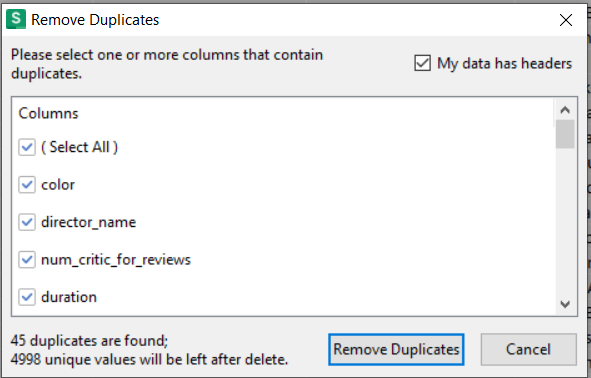 S Remove Duplicates
Please select one or more columns that contain
duplicates.
My data has headers
Columns
( Select All )
color
director_name
num_critic_for_reviews
duration
45 duplicates are found;
4998 unique values will be left after delete.
Remove Duplicates
Cancel